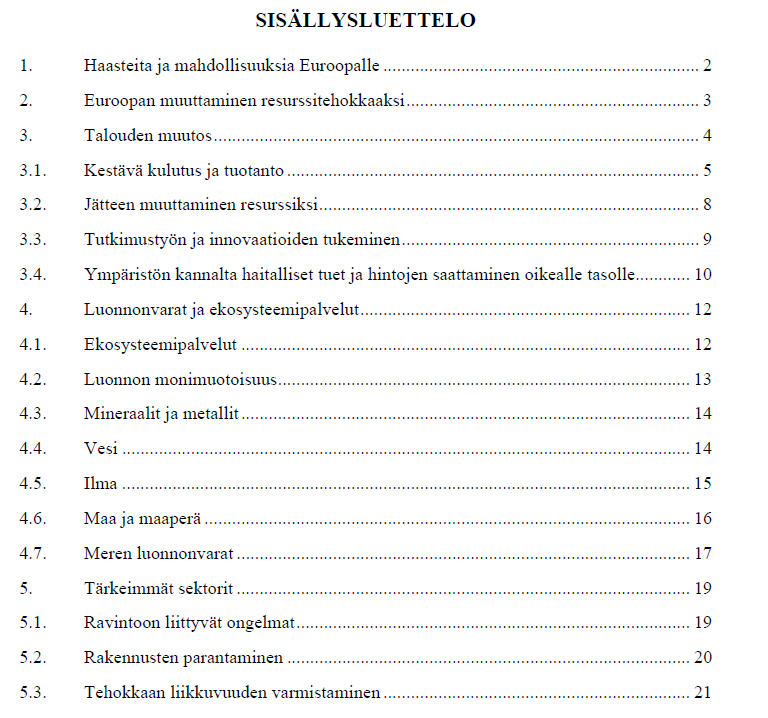 SISÄLLYSLUETTELO
1. Haasteita ja mahdollisuuksia Euroopalle ........ 2
2. Euroopan muuttaminen resurssitehokkaaksi ........ 3
3. Talouden muutos ........ 4
3.1. Kestävä kulutus ja tuotanto ........ 5
3.2. Jätteen muuttaminen resurssiksi ........ 8
3.3. Tutkimustyön ja innovaatioiden tukeminen ........ 9
3.4. Ympäristön kannalta haitalliset tuet ja hintojen saattaminen oikealle tasolle ........ 10
4. Luonnonvarat ja ekosysteemipalvelut ........ 12
4.1. Ekosysteemipalvelut ........ 12
4.2. Luonnon monimuotoisuus ........ 13
4.3. Mineraalit ja metallit ........ 14
4.4. Vesi ........ 14
4.5. Ilma ........ 15
4.6. Maa ja maaperä ........ 16
4.7. Meren luonnonvarat ........ 17
5. Tärkeimmät sektorit ........ 19
5.1. Ravintoon liittyvät ongelmat ........ 19
5.2. Rakennusten parantaminen ........ 20
5.3. Tehokkaan liikkuvuuden varmistaminen ........ 21